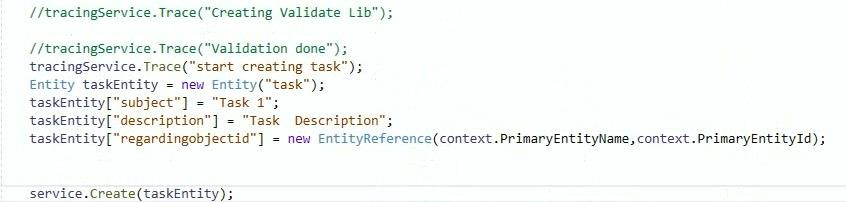 //tracingService.Trace("Creating Validate Lib");
//tracingService.Trace("Validation done");
tracingService.Trace("start creating task");
Entity taskEntity = new Entity("task");
taskEntity["subject"] = "Task 1";
taskEntity["description"] = "Task  Description";
taskEntity["regardingobjectid"] = new EntityReference(context.PrimaryEntityName,context.PrimaryEntityId);
service.Create(taskEntity);